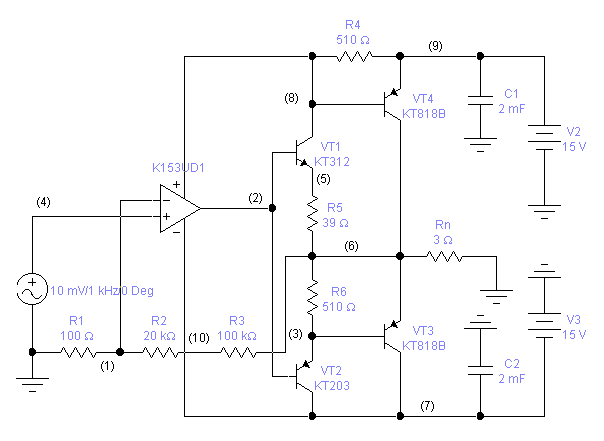 R4
510 Ω
(9)
(8)
VT4
KT818B
C1
2 mF
V2
15 V
VT1
KT312
K153UD1
+
(5)
(4)
−
+
(2)
R5
39 Ω
Rn
3 Ω
−
(6)
+
10 mV/1 kHz/0 Deg
R6
510 Ω
R1
100 Ω
R2
20 kΩ
R3
100 kΩ
(10)
(3)
(1)
VT3
KT818B
V3
15 V
VT2
KT203
C2
2 mF
(7)